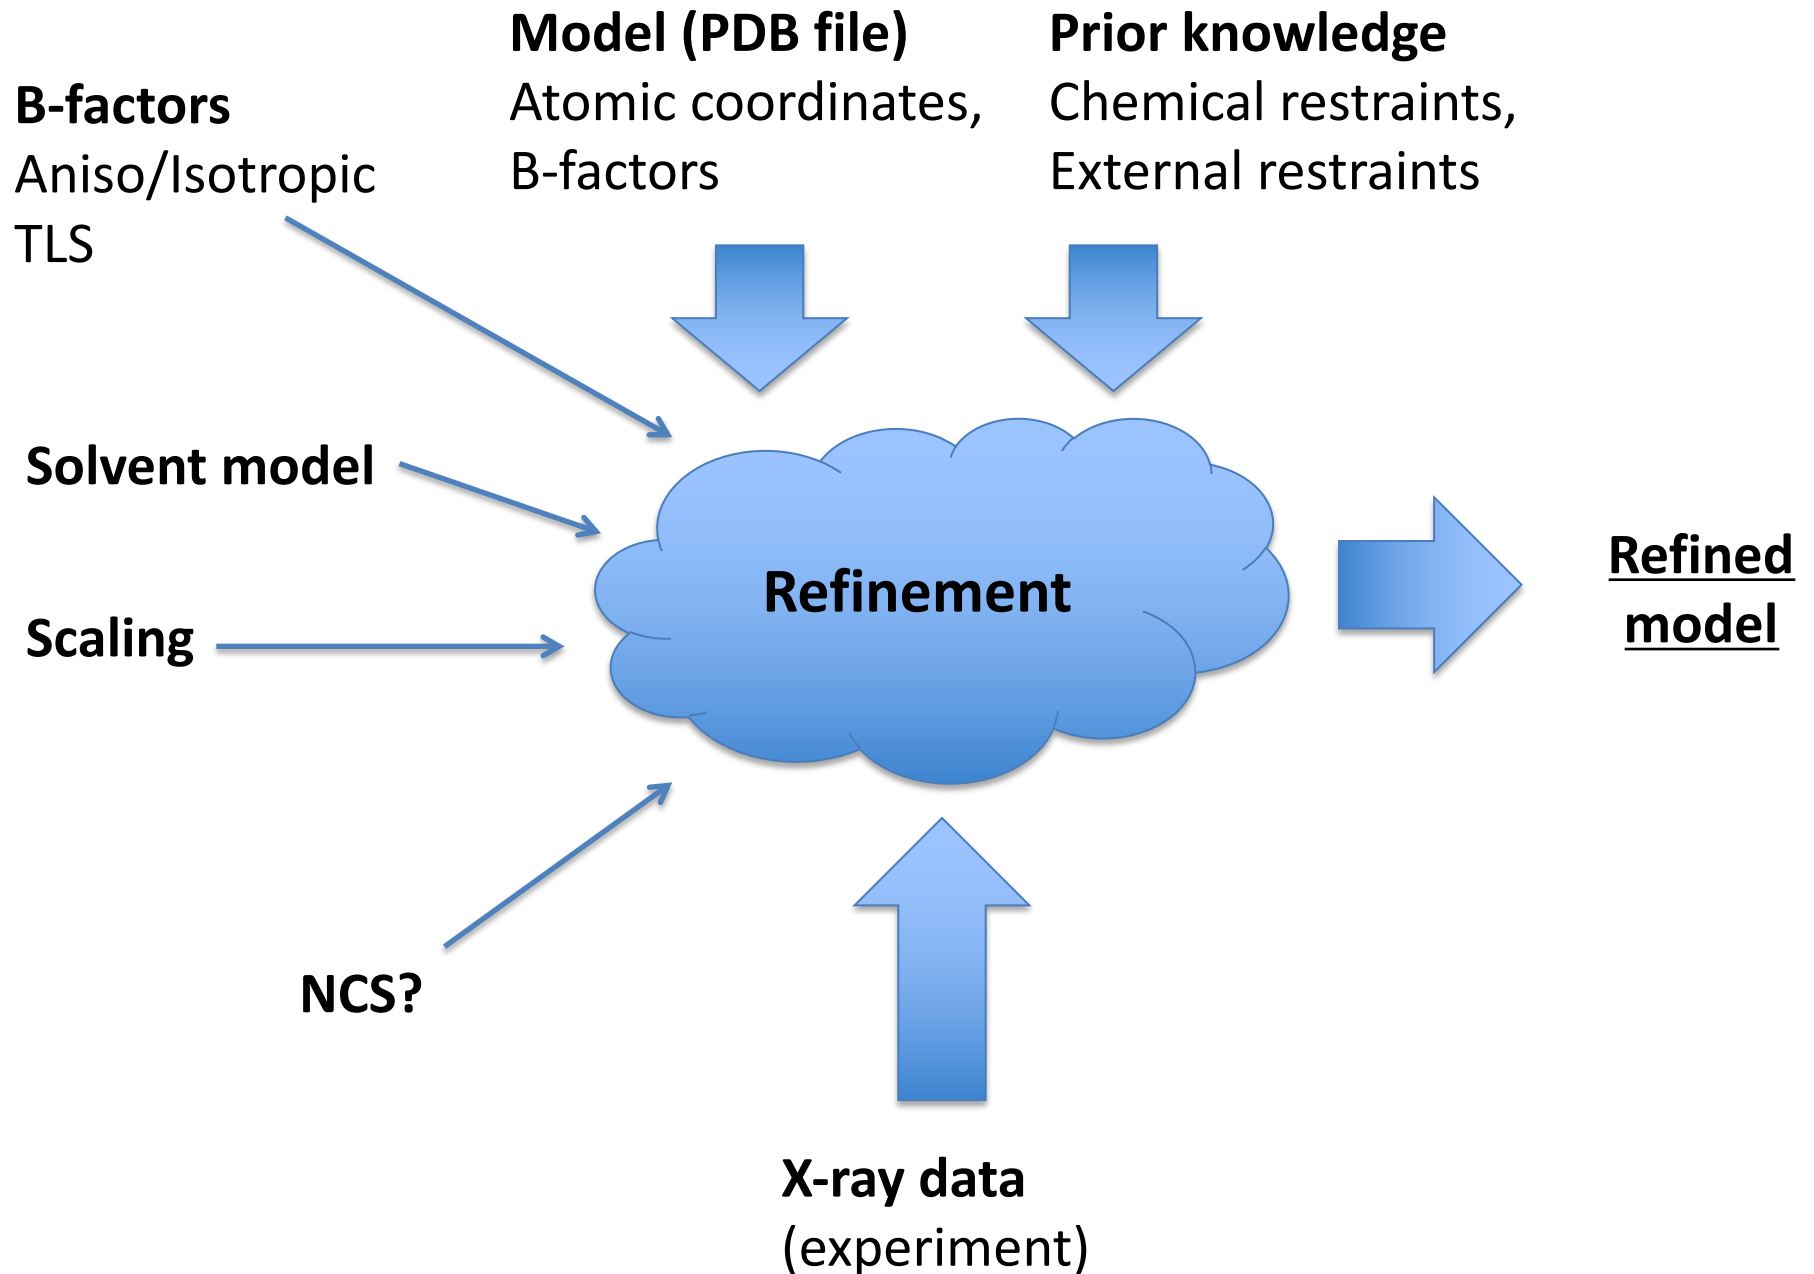 Model (PDB file)
Atomic coordinates,
B-factors
Prior knowledge
Chemical restraints,
External restraints
B-factors
Aniso/Isotropic
TLS
Solvent model
Scaling
NCS?
Refinement
Refined
model
X-ray data
(experiment)